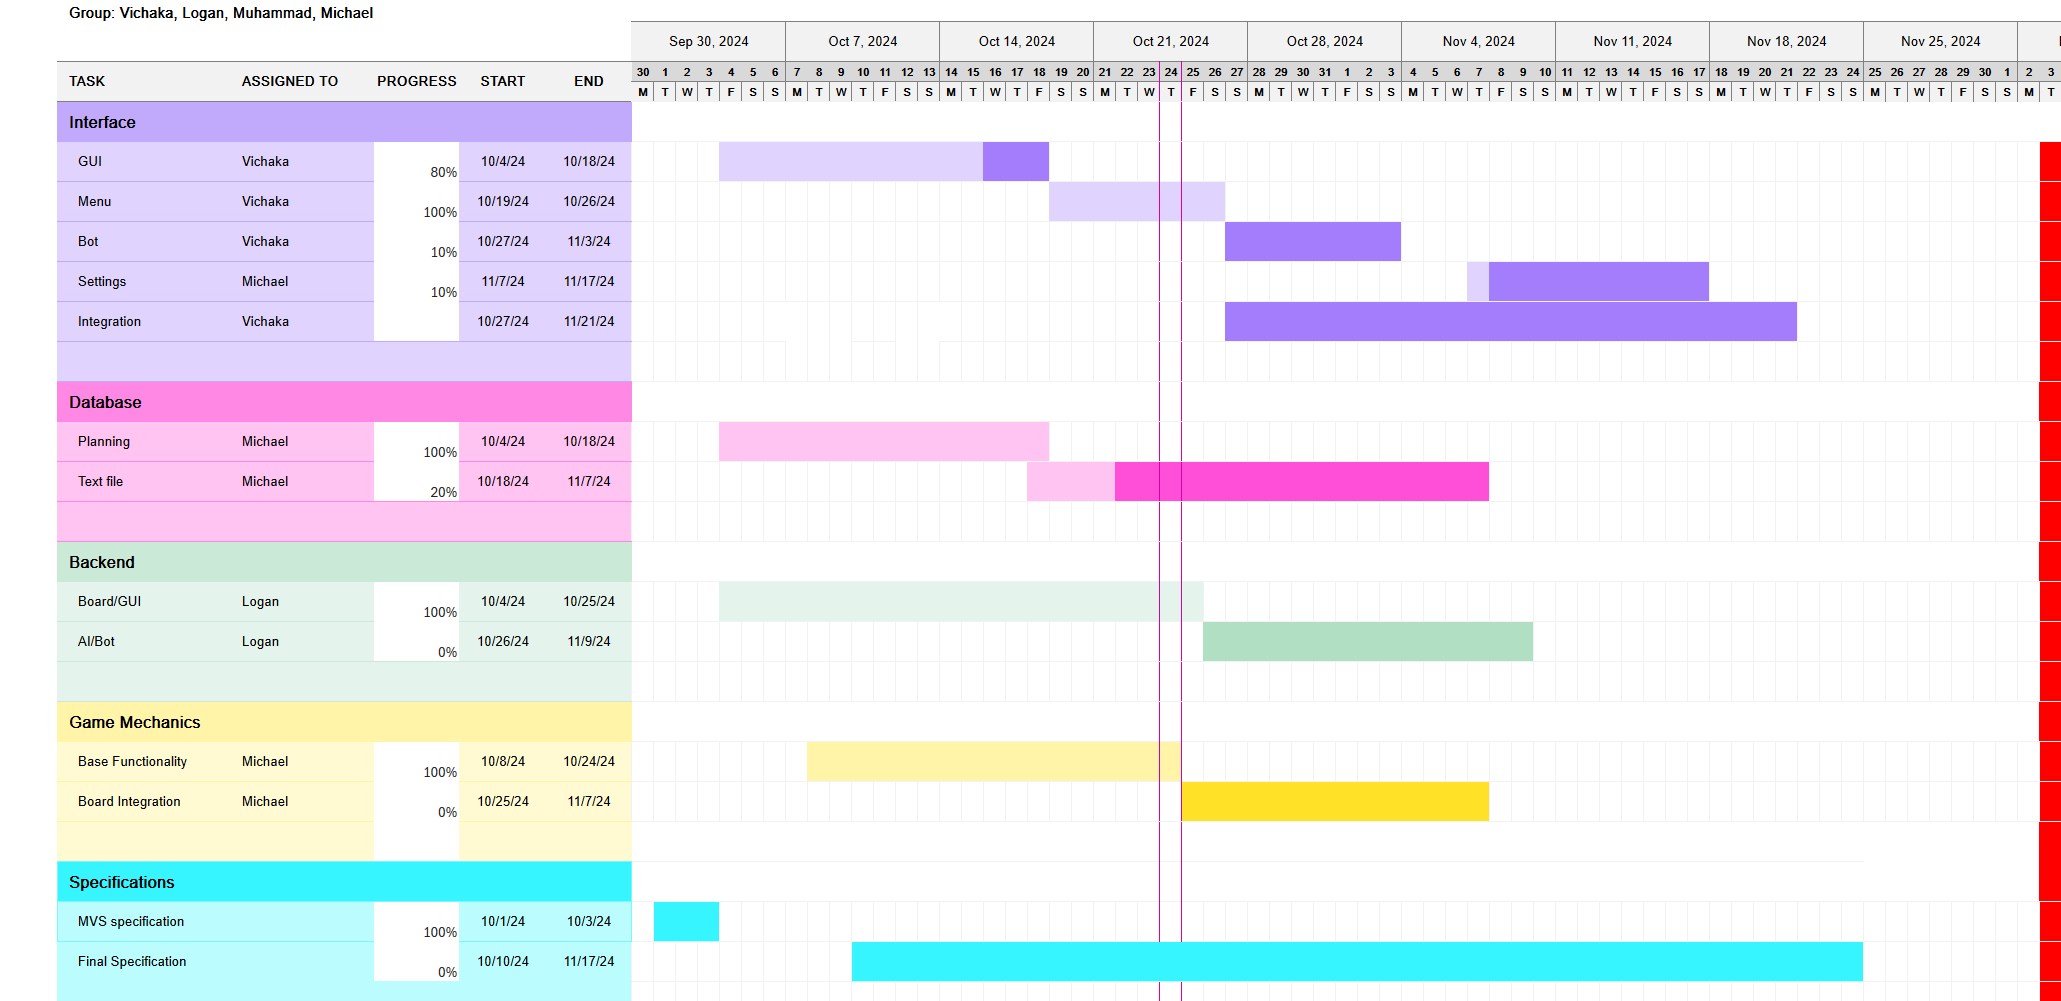 Group: Vichaka, Logan, Muhammad, Michael
Sep 30, 2024 Oct 7, 2024 Oct 14, 2024 Oct 21, 2024 Oct 28, 2024 Nov 4, 2024 Nov 11, 2024 Nov 18, 2024 Nov 25, 2024
30 1 2 3 4 5 6 7 8 9 10 11 12 13 14 15 16 17 18 19 20 21 22 23 24 25 26 27 28 29 30 31 1 2 3 4 5 6 7 8 9 10 11 12 13 14 15 16 17 18 19 20 21 22 23 24 25 26 27 28 29 30 1 2 3
TASK ASSIGNED TO PROGRESS START END
M T W T F S S M T W T F S S M T W T F S S M T W T F S S M T W T F S S M T W T F S S M T W T F S S M T W T F S S M T W T F S S M T
Interface
GUI Vichaka 80% 10/4/24 10/18/24
Menu Vichaka 100% 10/19/24 10/26/24
Bot Vichaka 10% 10/27/24 11/3/24
Settings Michael 10% 11/7/24 11/17/24
Integration Vichaka 10/27/24 11/21/24
Database
Planning Michael 100% 10/4/24 10/18/24
Text file Michael 20% 10/18/24 11/7/24
Backend
Board/GUI Logan 100% 10/4/24 10/25/24
AI/Bot Logan 0% 10/26/24 11/9/24
Game Mechanics
Base Functionality Michael 100% 10/8/24 10/24/24
Board Integration Michael 0% 10/25/24 11/7/24
Specifications
MVS specification 100% 10/1/24 10/3/24
Final Specification 0% 10/10/24 11/17/24